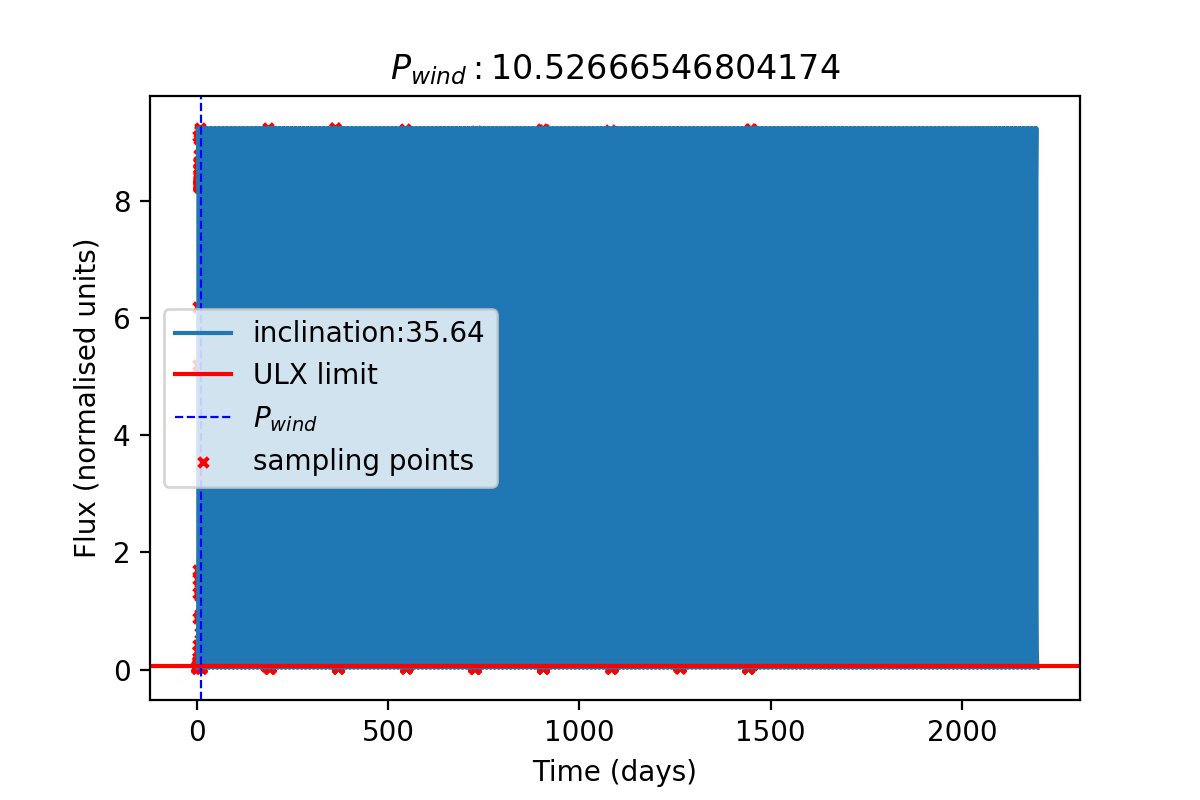 P_wind : 10.52666546804174
Flux (normalised units)
8
6
4
2
0
inclination:35.64
ULX limit
P_wind
sampling points
0 500 1000 1500 2000
Time (days)